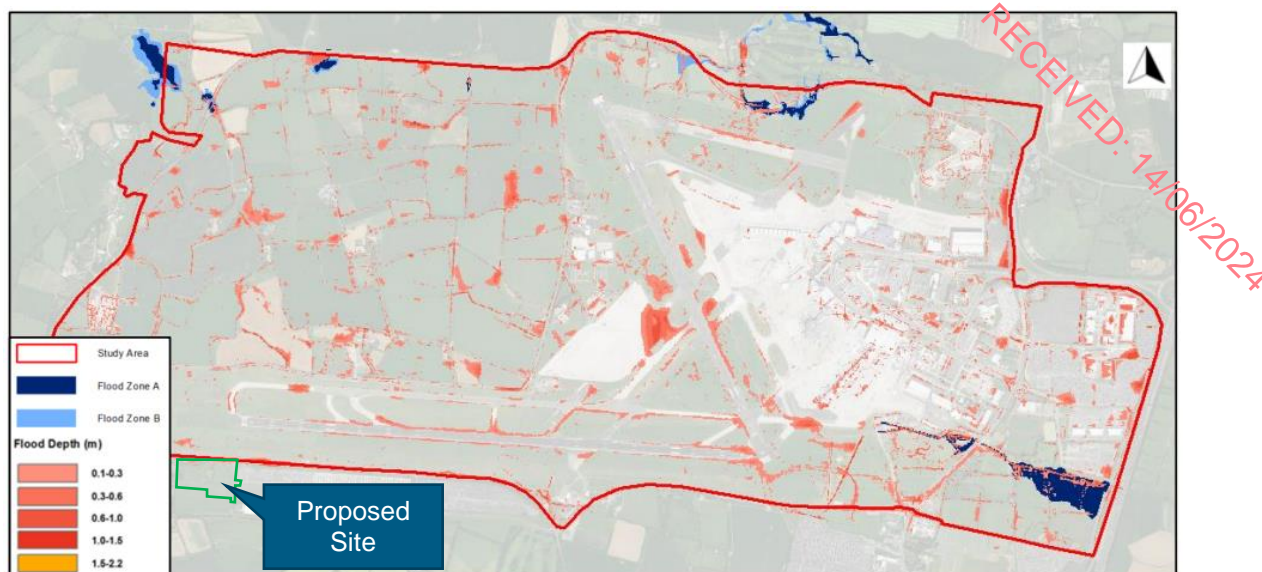 RECEIVED: 14/06/2024
Study Area
Flood Zone A
Flood Zone B
Flood Depth (m)
0.1-0.3
0.3-0.6
0.6-1.0
1.0-1.5
1.5-2.2
Proposed
Site